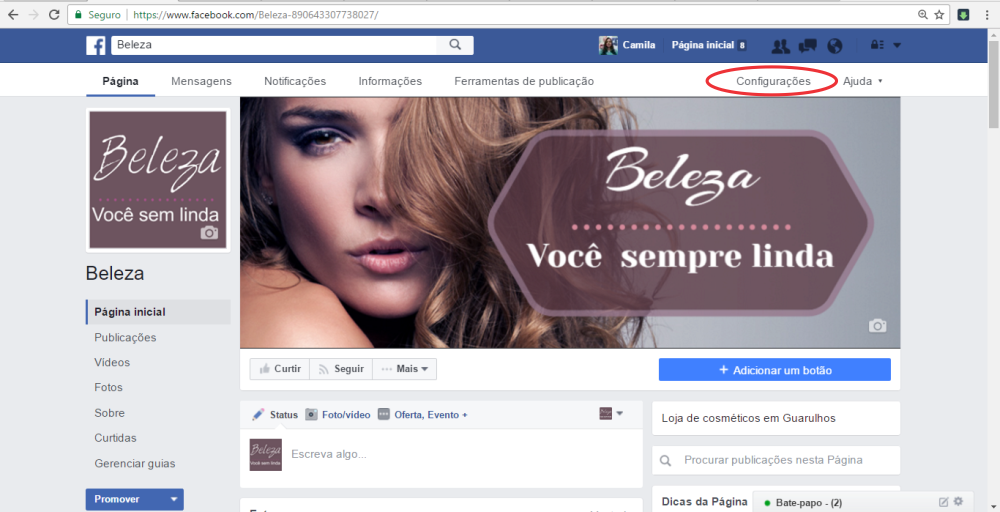 Seguro | https://www.facebook.com/Beleza-890643307738027/
Beleza
Camila
Página inicial 8
Página
Mensagens
Notificações
Informações
Ferramentas de publicação
Configurações
Ajuda
Beleza
Você sem linda
Beleza
Você sempre linda
Beleza
Página inicial
Publicações
Vídeos
Fotos
Sobre
Curtidas
Gerenciar guias
Promover
Curtir
Seguir
Mais
+ Adicionar um botão
Status
Foto/vídeo
Oferta, Evento +
Beleza
Você sem linda
Escreva algo...
Loja de cosméticos em Guarulhos
Procurar publicações nesta Página
Dicas da Página
Bate-papo - (2)